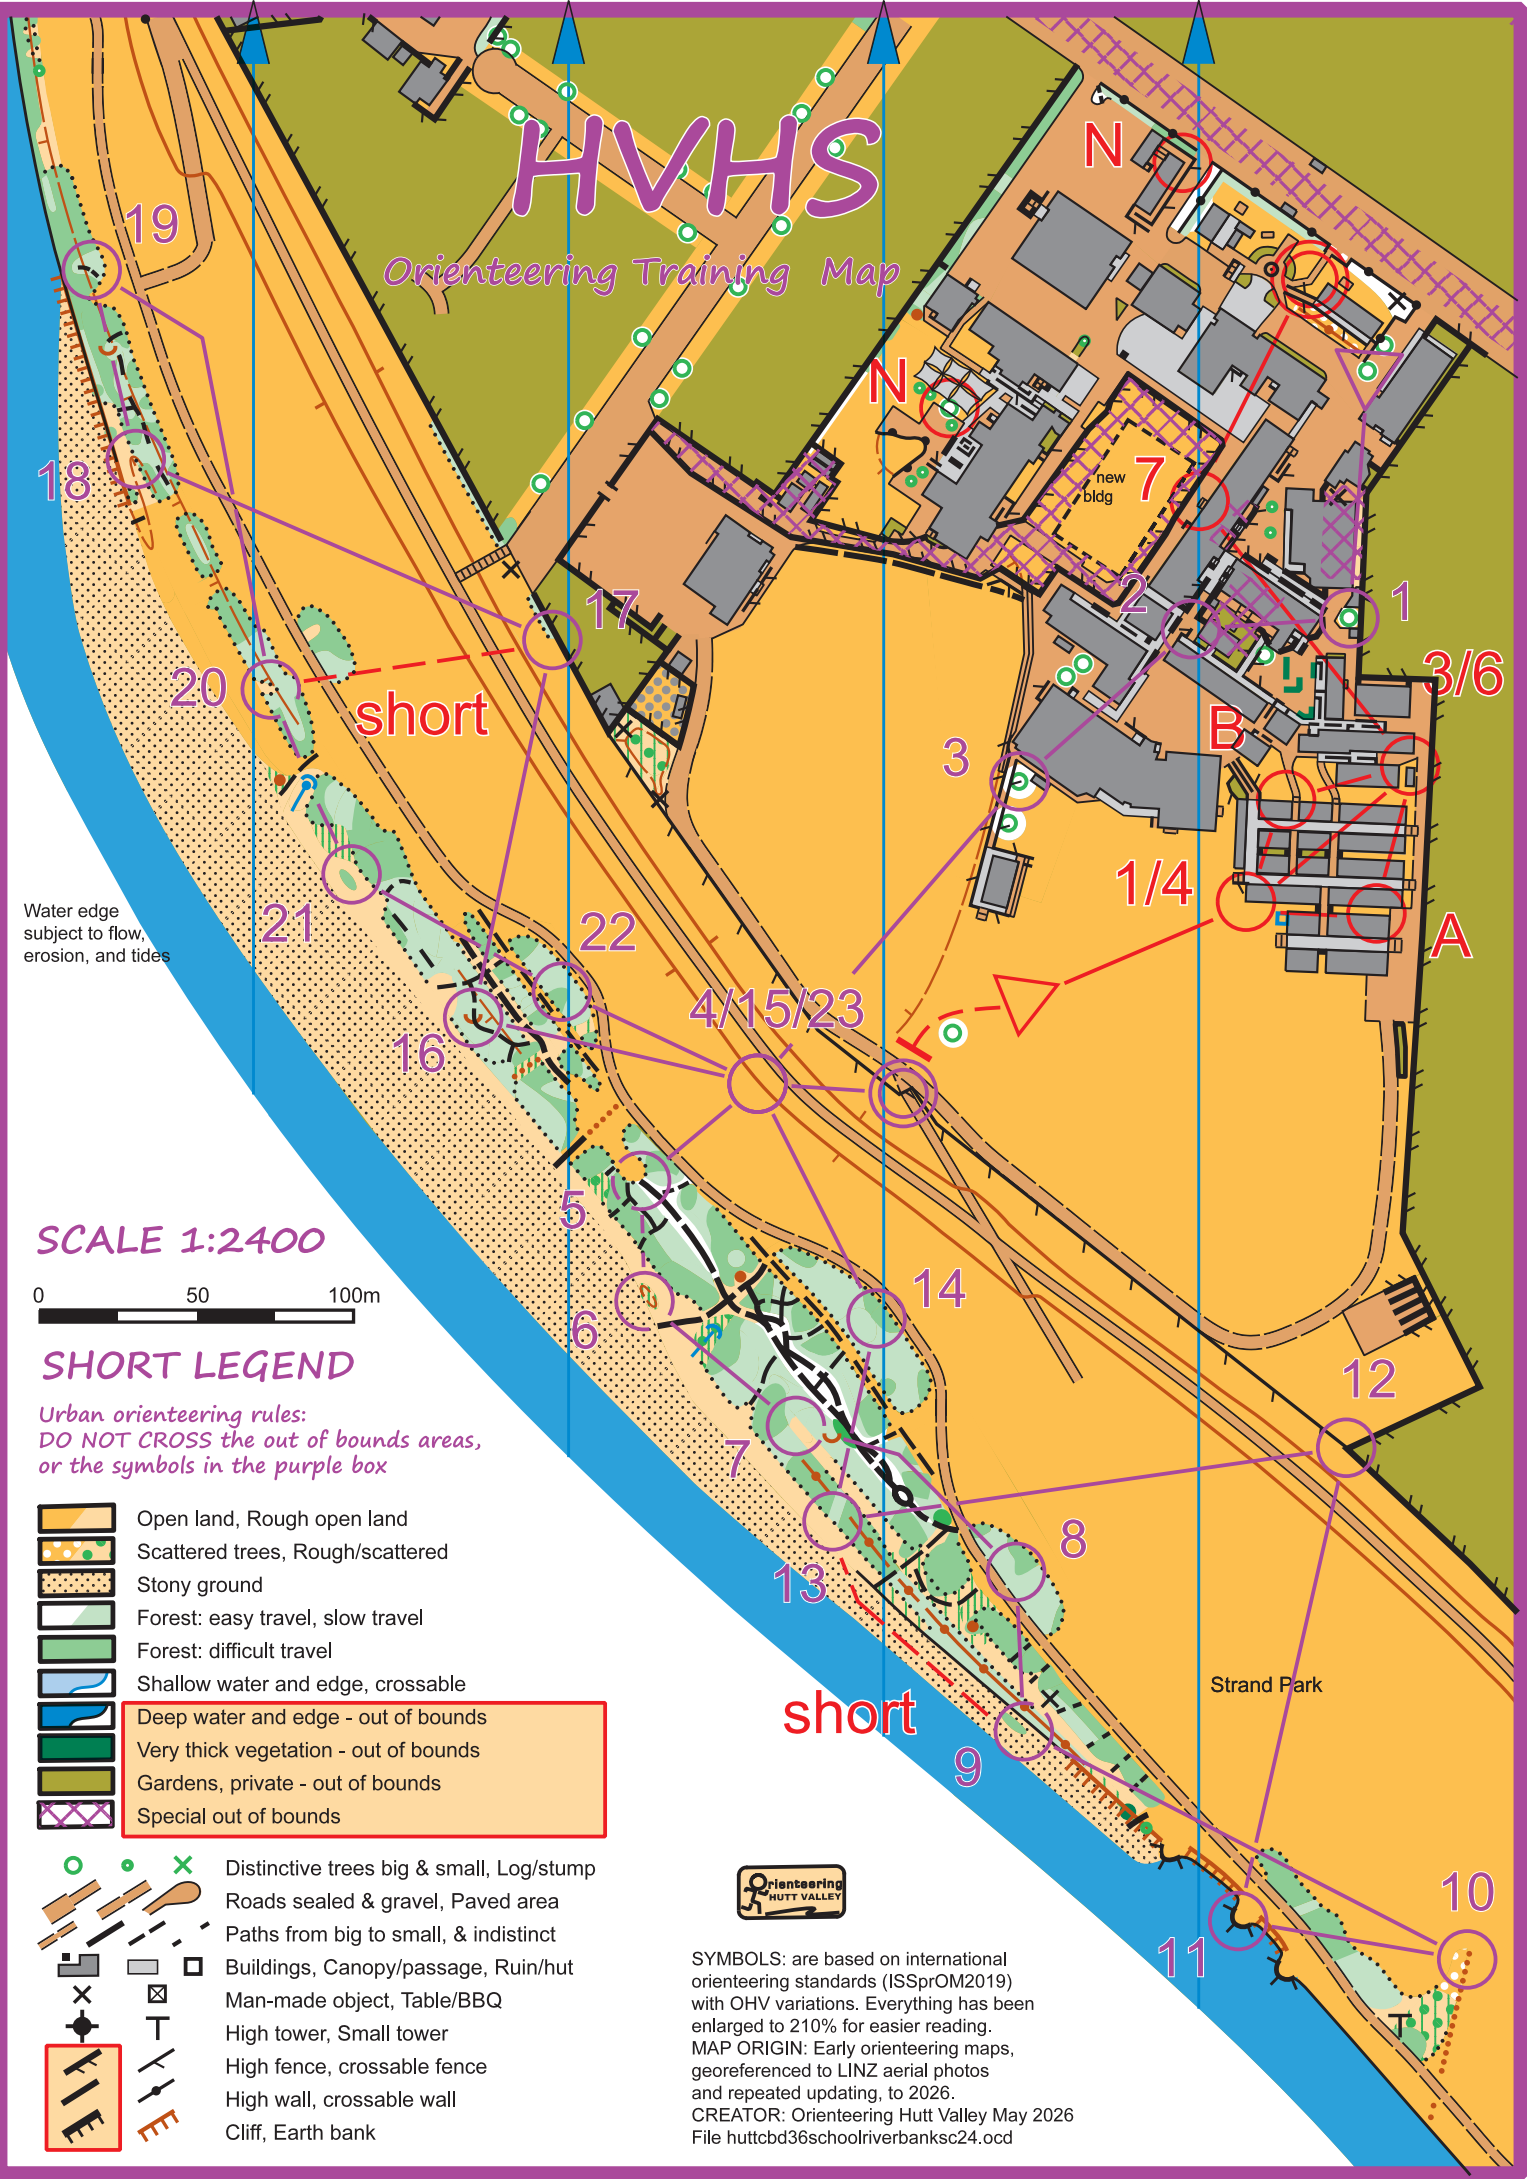 HVHS
Orienteering Training Map
N
N
19
18
17
20
short
new
bldg
7
2
1
3/6
B
3
1/4
A
21
22
4/15/23
16
5
6
14
12
7
8
13
short
9
10
11
Strand Park
Water edge
subject to flow,
erosion, and tides
SCALE 1:2400
0 50 100m
SHORT LEGEND
Urban orienteering rules:
DO NOT CROSS the out of bounds areas,
or the symbols in the purple box
Open land, Rough open land
Scattered trees, Rough/scattered
Stony ground
Forest: easy travel, slow travel
Forest: difficult travel
Shallow water and edge, crossable
Deep water and edge - out of bounds
Very thick vegetation - out of bounds
Gardens, private - out of bounds
Special out of bounds
Distinctive trees big & small, Log/stump
Roads sealed & gravel, Paved area
Paths from big to small, & indistinct
Buildings, Canopy/passage, Ruin/hut
Man-made object, Table/BBQ
High tower, Small tower
High fence, crossable fence
High wall, crossable wall
Cliff, Earth bank
Orienteering
HUTT VALLEY
SYMBOLS: are based on international
orienteering standards (ISSprOM2019)
with OHV variations. Everything has been
enlarged to 210% for easier reading.
MAP ORIGIN: Early orienteering maps,
georeferenced to LINZ aerial photos
and repeated updating, to 2026.
CREATOR: Orienteering Hutt Valley May 2026
File huttcbd36schoolriverbanksc24.ocd